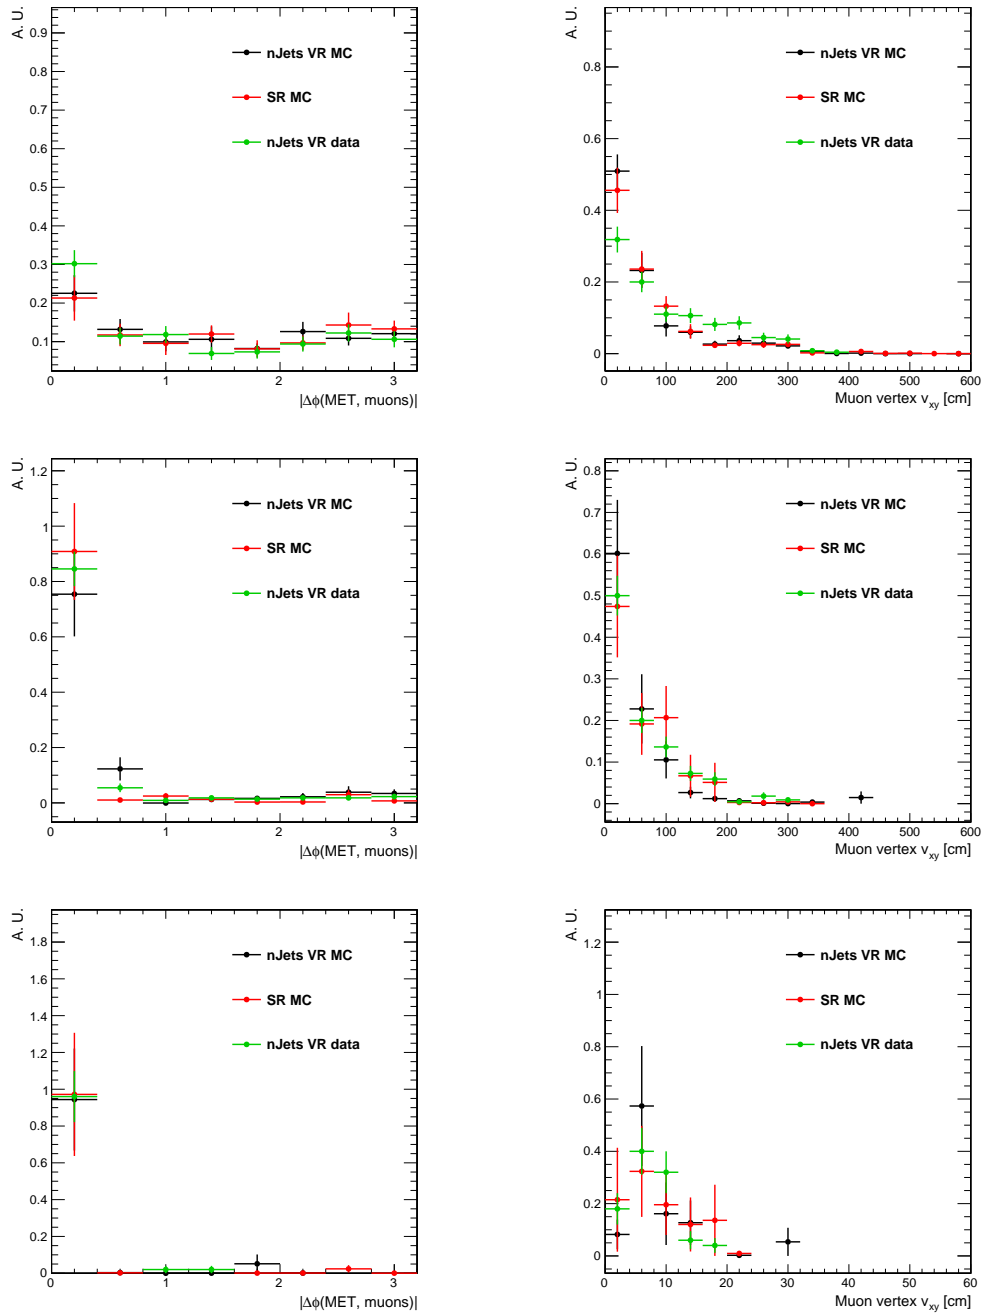 A. U.
0.9
0.8
0.7
0.6
0.5
0.4
0.3
0.2
0.1
0 1 2 3
|Δϕ(MET, muons)|
nJets VR MC
SR MC
nJets VR data
A. U.
0.8
0.6
0.4
0.2
0
0 100 200 300 400 500 600
Muon vertex v_xy [cm]
nJets VR MC
SR MC
nJets VR data
A. U.
1.2
1
0.8
0.6
0.4
0.2
0
0 1 2 3
|Δϕ(MET, muons)|
nJets VR MC
SR MC
nJets VR data
A. U.
0.8
0.7
0.6
0.5
0.4
0.3
0.2
0.1
0
0 100 200 300 400 500 600
Muon vertex v_xy [cm]
nJets VR MC
SR MC
nJets VR data
A. U.
1.8
1.6
1.4
1.2
1
0.8
0.6
0.4
0.2
0
0 1 2 3
|Δϕ(MET, muons)|
nJets VR MC
SR MC
nJets VR data
A. U.
1.2
1
0.8
0.6
0.4
0.2
0
0 10 20 30 40 50 60
Muon vertex v_xy [cm]
nJets VR MC
SR MC
nJets VR data